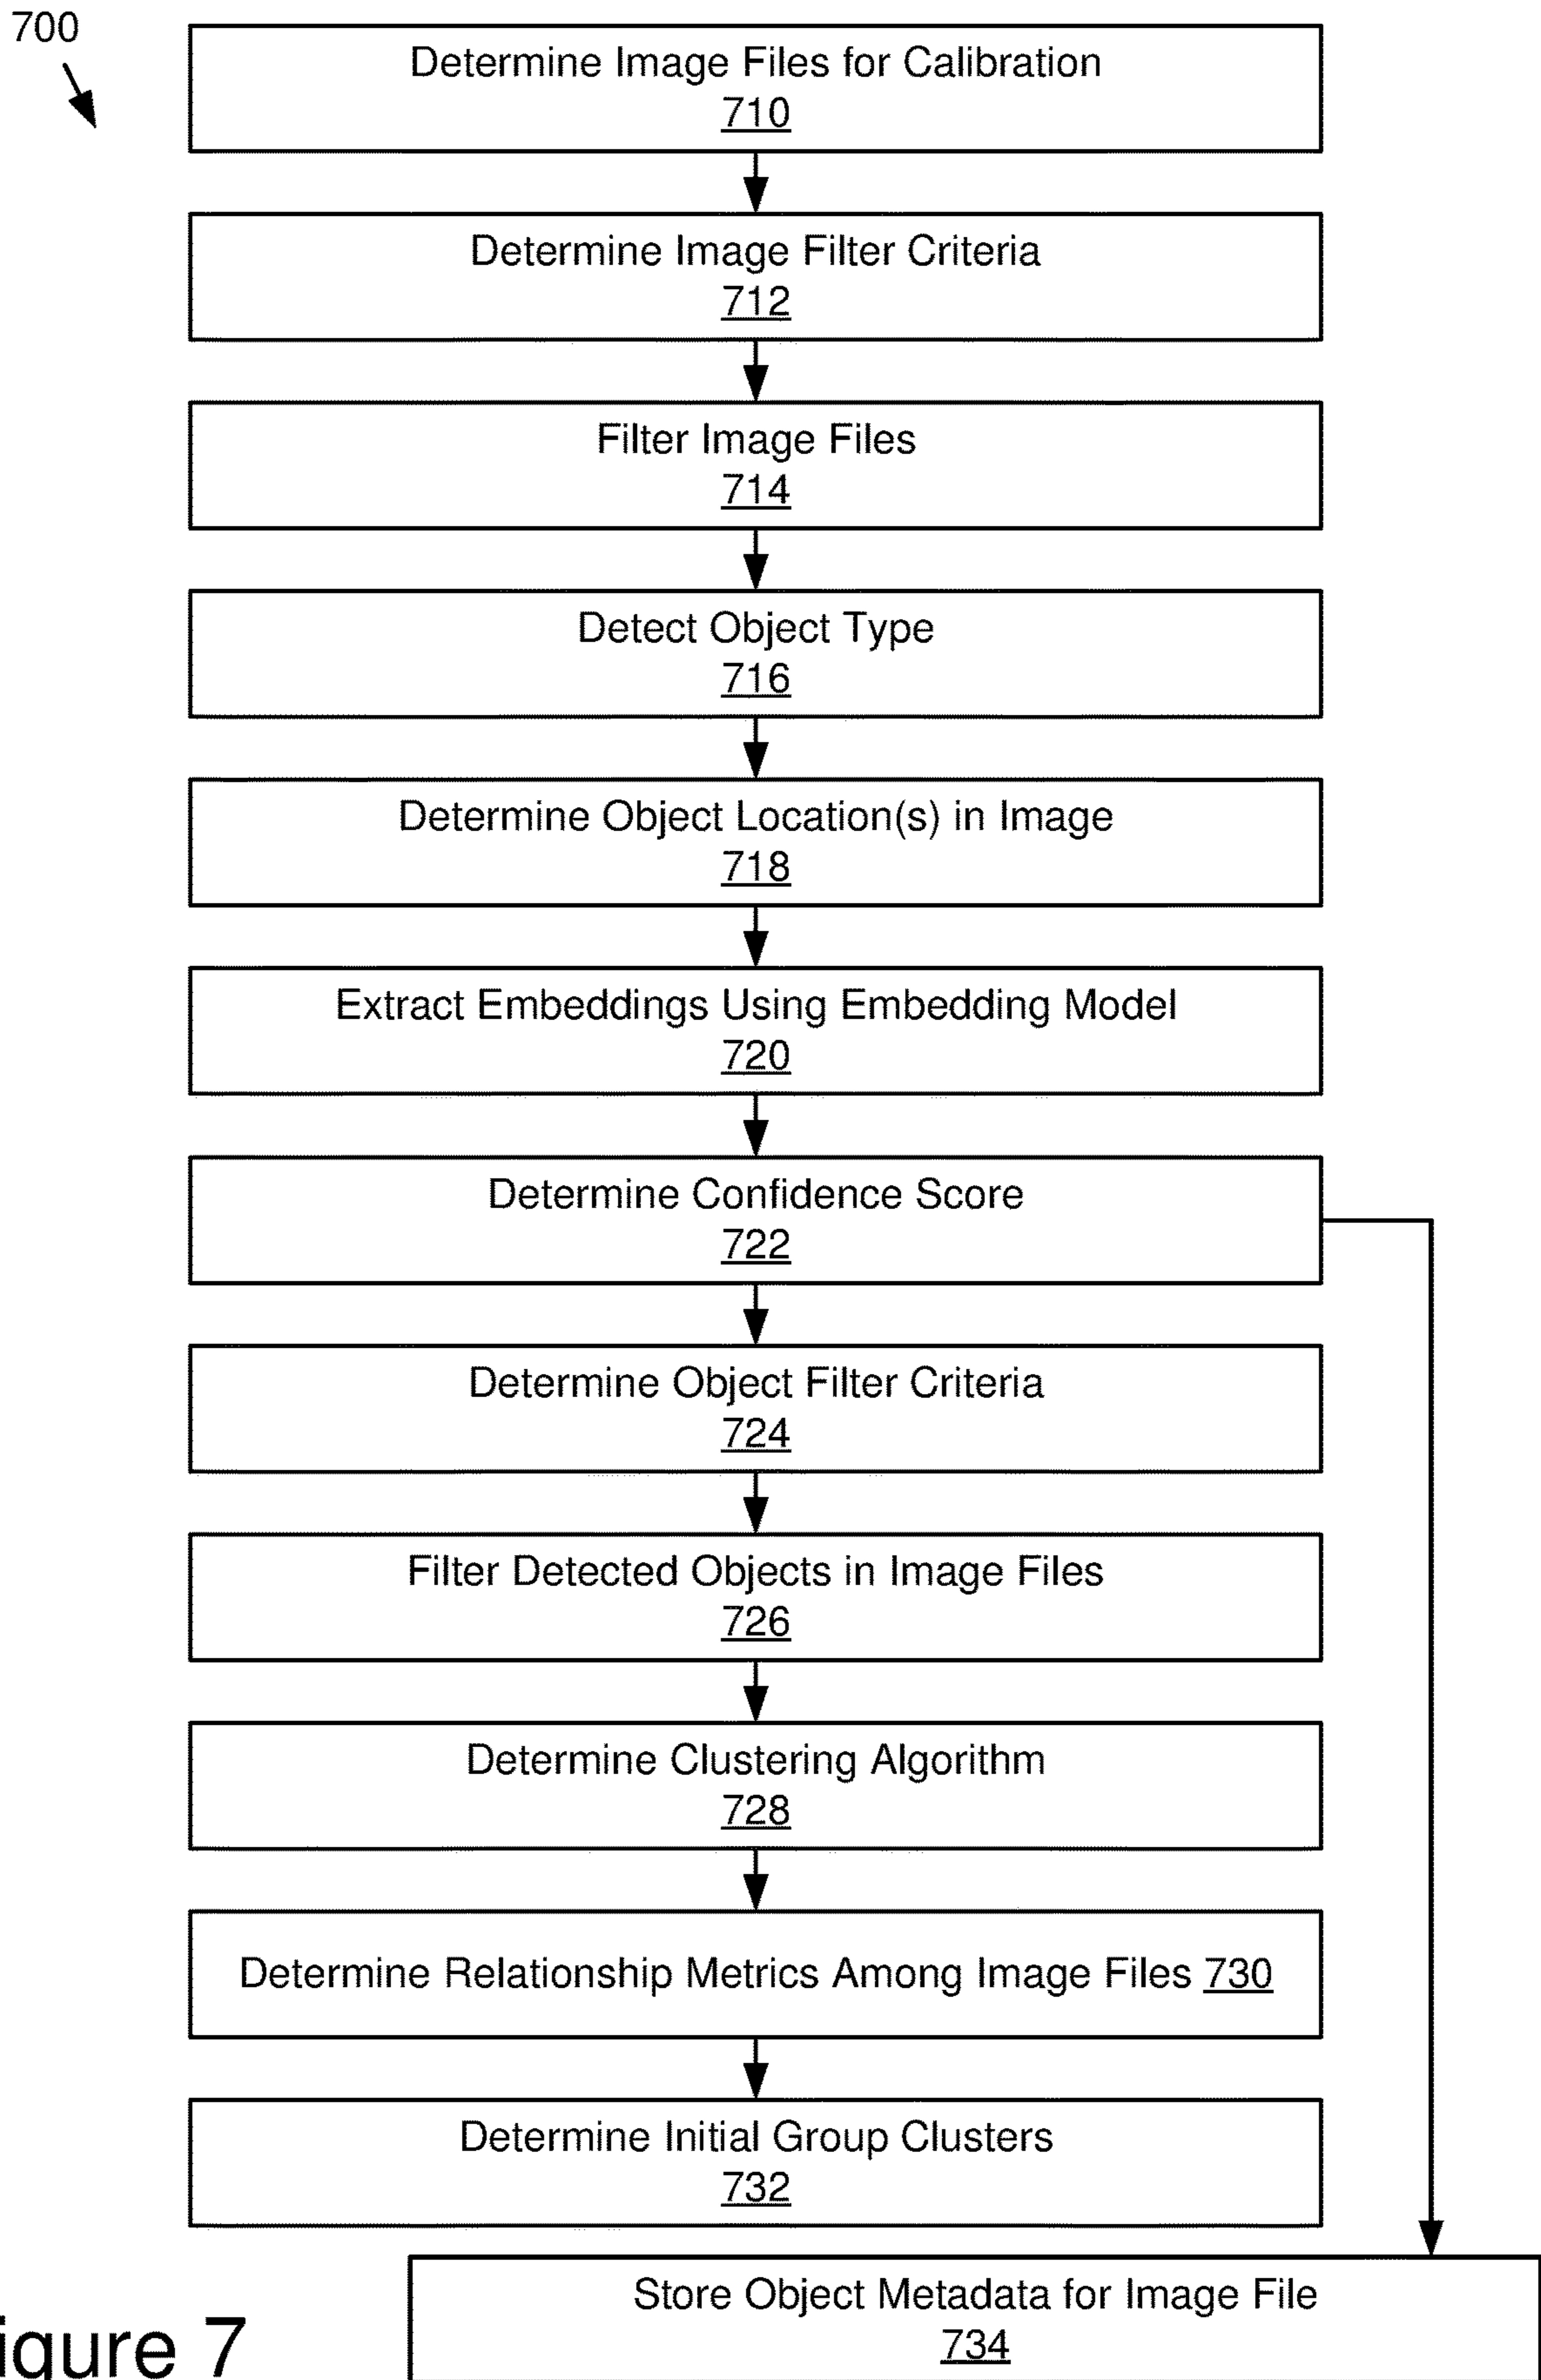 700
Determine Image Files for Calibration
710
Determine Image Filter Criteria
712
Filter Image Files
714
Detect Object Type
716
Determine Object Location(s) in Image
718
Extract Embeddings Using Embedding Model
720
Determine Confidence Score
722
Determine Object Filter Criteria
724
Filter Detected Objects in Image Files
726
Determine Clustering Algorithm
728
Determine Relationship Metrics Among Image Files 730
Determine Initial Group Clusters
732
Store Object Metadata for Image File
734
igure 7